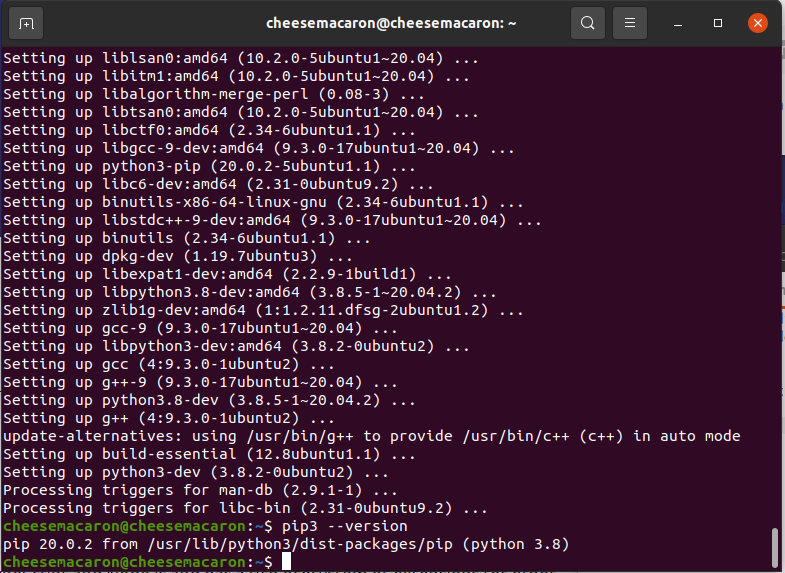 cheesemacaron@cheesemacaron: ~
Setting up liblsan0:amd64 (10.2.0-5ubuntu1~20.04) ...
Setting up libitm1:amd64 (10.2.0-5ubuntu1~20.04) ...
Setting up libalgorithm-merge-perl (0.08-3) ...
Setting up libtsan0:amd64 (10.2.0-5ubuntu1~20.04) ...
Setting up libctf0:amd64 (2.34-6ubuntu1.1) ...
Setting up libgcc-9-dev:amd64 (9.3.0-17ubuntu1~20.04) ...
Setting up python3-pip (20.0.2-5ubuntu1.1) ...
Setting up libc6-dev:amd64 (2.31-0ubuntu9.2) ...
Setting up binutils-x86-64-linux-gnu (2.34-6ubuntu1.1) ...
Setting up libstdc++-9-dev:amd64 (9.3.0-17ubuntu1~20.04) ...
Setting up binutils (2.34-6ubuntu1.1) ...
Setting up dpkg-dev (1.19.7ubuntu3) ...
Setting up libexpat1-dev:amd64 (2.2.9-1build1) ...
Setting up libpython3.8-dev:amd64 (3.8.5-1~20.04.2) ...
Setting up zlib1g-dev:amd64 (1:1.2.11.dfsg-2ubuntu1.2) ...
Setting up gcc-9 (9.3.0-17ubuntu1~20.04) ...
Setting up libpython3-dev:amd64 (3.8.2-0ubuntu2) ...
Setting up gcc (4:9.3.0-1ubuntu2) ...
Setting up g++-9 (9.3.0-17ubuntu1~20.04) ...
Setting up python3.8-dev (3.8.5-1~20.04.2) ...
Setting up g++ (4:9.3.0-1ubuntu2) ...
update-alternatives: using /usr/bin/g++ to provide /usr/bin/c++ (c++) in auto mode
Setting up build-essential (12.8ubuntu1.1) ...
Setting up python3-dev (3.8.2-0ubuntu2) ...
Processing triggers for man-db (2.9.1-1) ...
Processing triggers for libc-bin (2.31-0ubuntu9.2) ...
cheesemacaron@cheesemacaron:~$ pip3 --version
pip 20.0.2 from /usr/lib/python3/dist-packages/pip (python 3.8)
cheesemacaron@cheesemacaron:~$